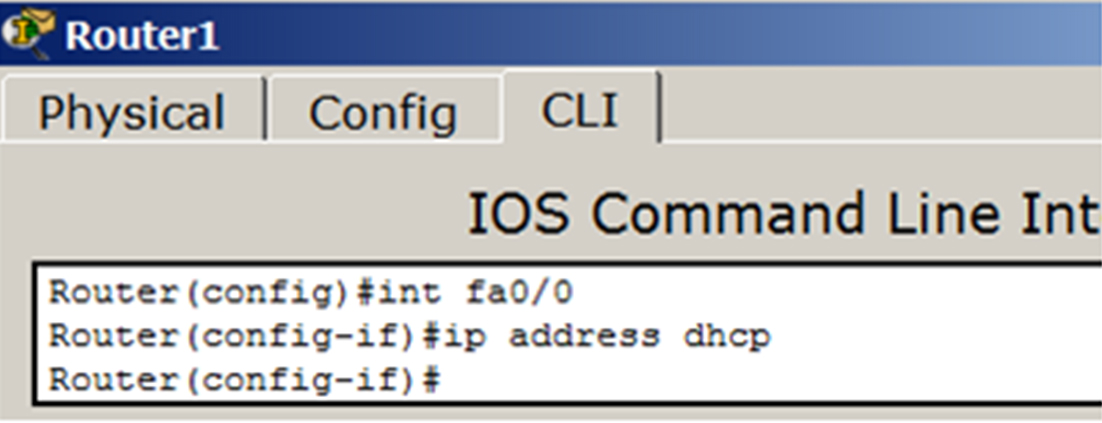 Router1
Physical Config CLI
IOS Command Line Int
Router(config)#int fa0/0
Router(config-if)#ip address dhcp
Router(config-if)#